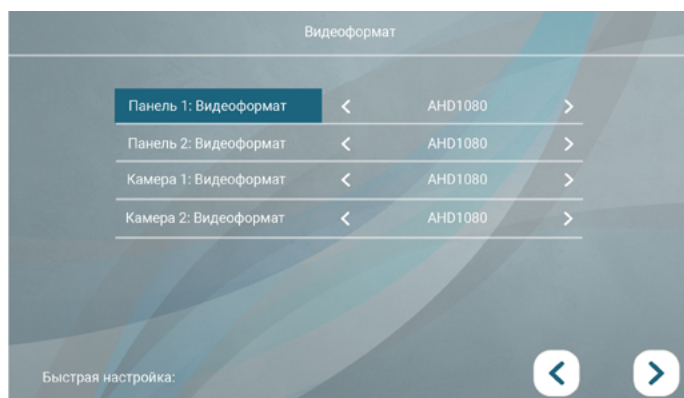 Видеоформат
Панель 1: Видеоформат < AHD1080 >
Панель 2: Видеоформат < AHD1080 >
Камера 1: Видеоформат < AHD1080 >
Камера 2: Видеоформат < AHD1080 >
Быстрая настройка: